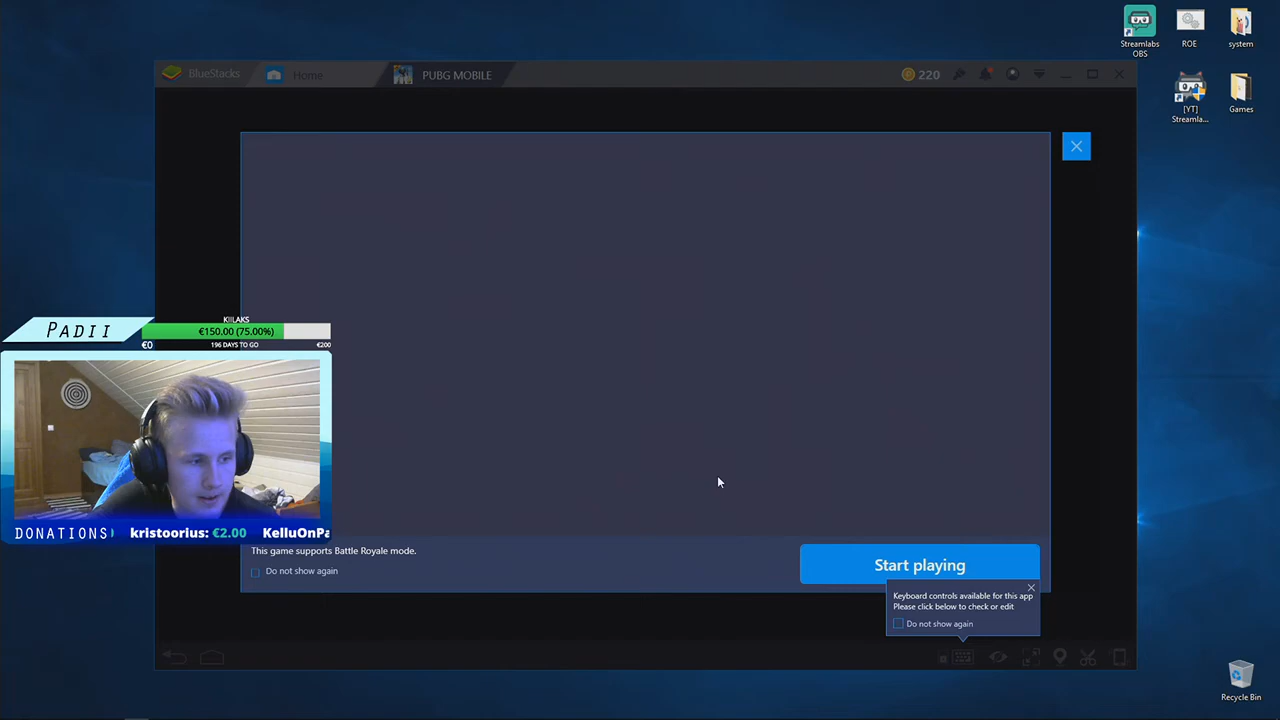 Streamlabs
OBS
ROE
system
[YT]
Streamla...
Games
BlueStacks
Home
PUBG MOBILE
220
PADII
KIILAKS
€150.00 (75.00%)
€0
196 DAYS TO GO
€200
DONATIONS
kristoorius: €2.00
KelluOnPa
This game supports Battle Royale mode.
Do not show again
Start playing
Keyboard controls available for this app
Please click below to check or edit
Do not show again
Recycle Bin